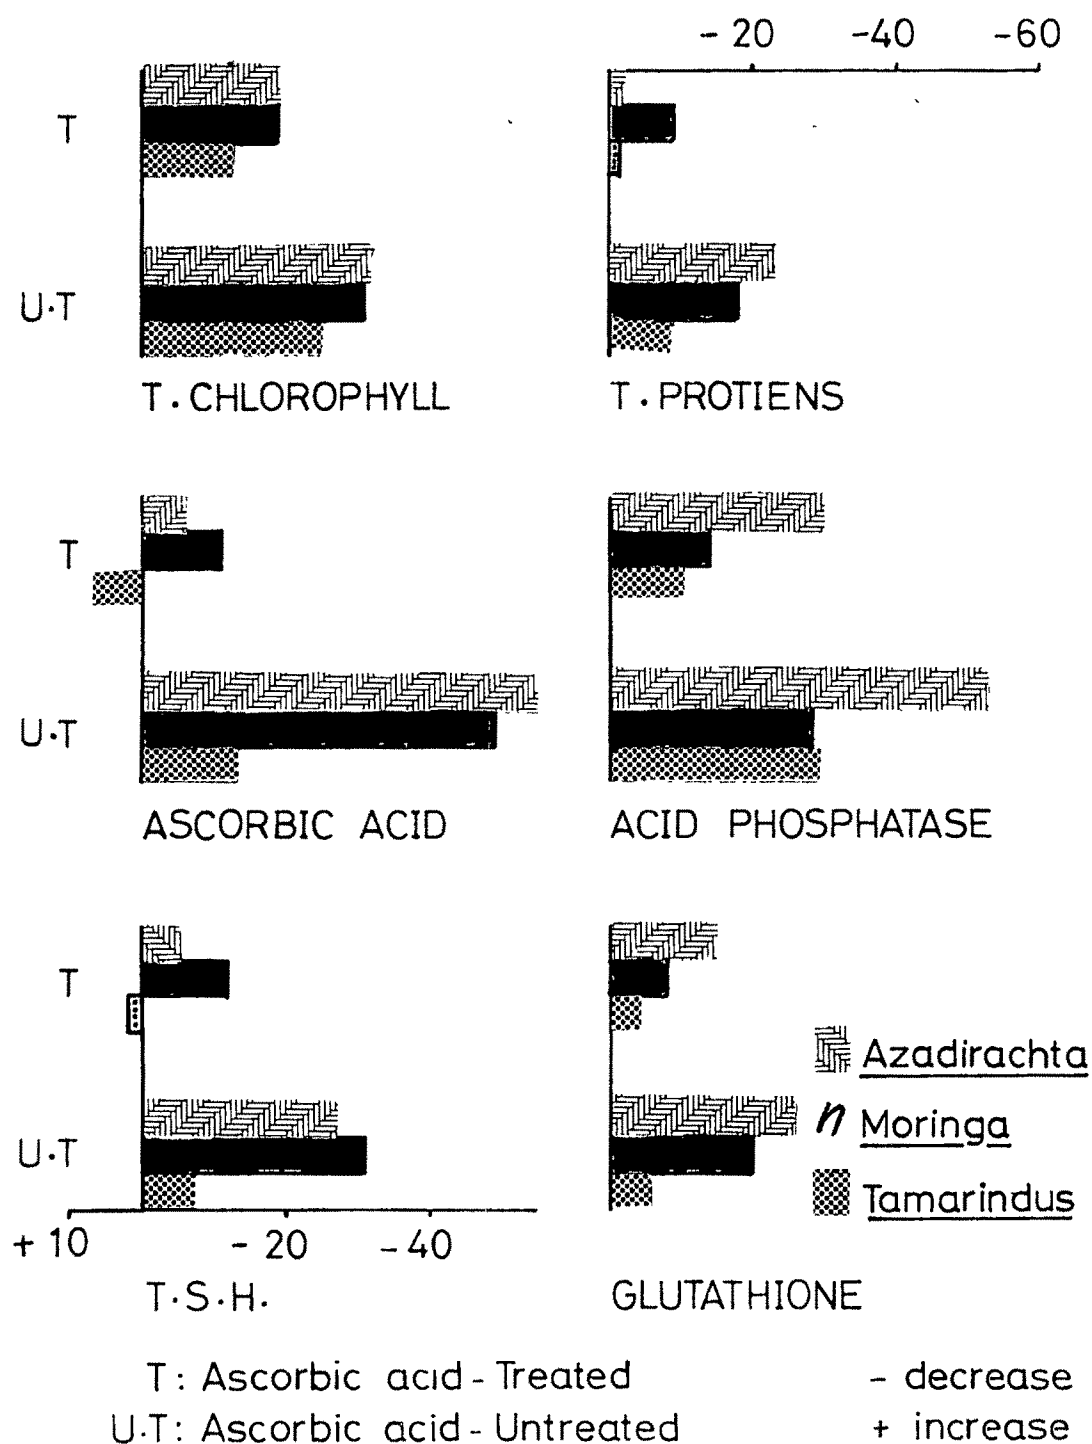 - 20 -40 -60
T
U.T
T. CHLOROPHYLL T. PROTIENS
T
U.T
ASCORBIC ACID ACID PHOSPHATASE
T
Azadirachta
n Moringa
U.T
Tamarindus
+ 10 - 20 - 40
T.S.H. GLUTATHIONE
T: Ascorbic acid - Treated - decrease
U.T: Ascorbic acid - Untreated + increase